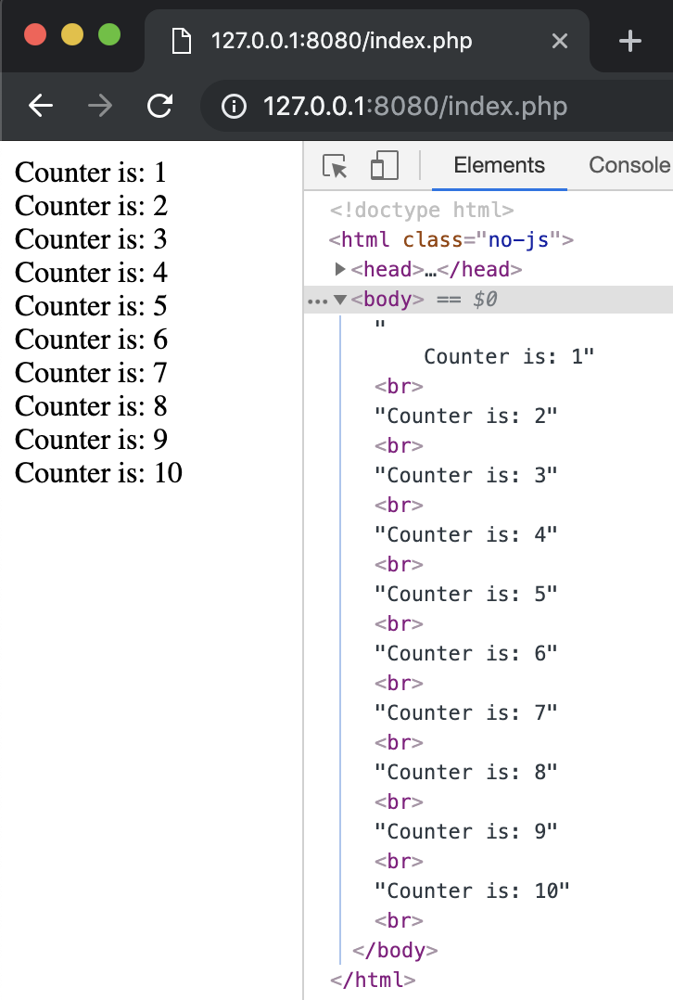 127.0.0.1:8080/index.php
127.0.0.1:8080/index.php
Counter is: 1
Counter is: 2
Counter is: 3
Counter is: 4
Counter is: 5
Counter is: 6
Counter is: 7
Counter is: 8
Counter is: 9
Counter is: 10
Elements Console
<!doctype html>
<html class="no-js">
<head>…</head>
<body> == $0
"
Counter is: 1"
<br>
"Counter is: 2"
<br>
"Counter is: 3"
<br>
"Counter is: 4"
<br>
"Counter is: 5"
<br>
"Counter is: 6"
<br>
"Counter is: 7"
<br>
"Counter is: 8"
<br>
"Counter is: 9"
<br>
"Counter is: 10"
<br>
</body>
</html>